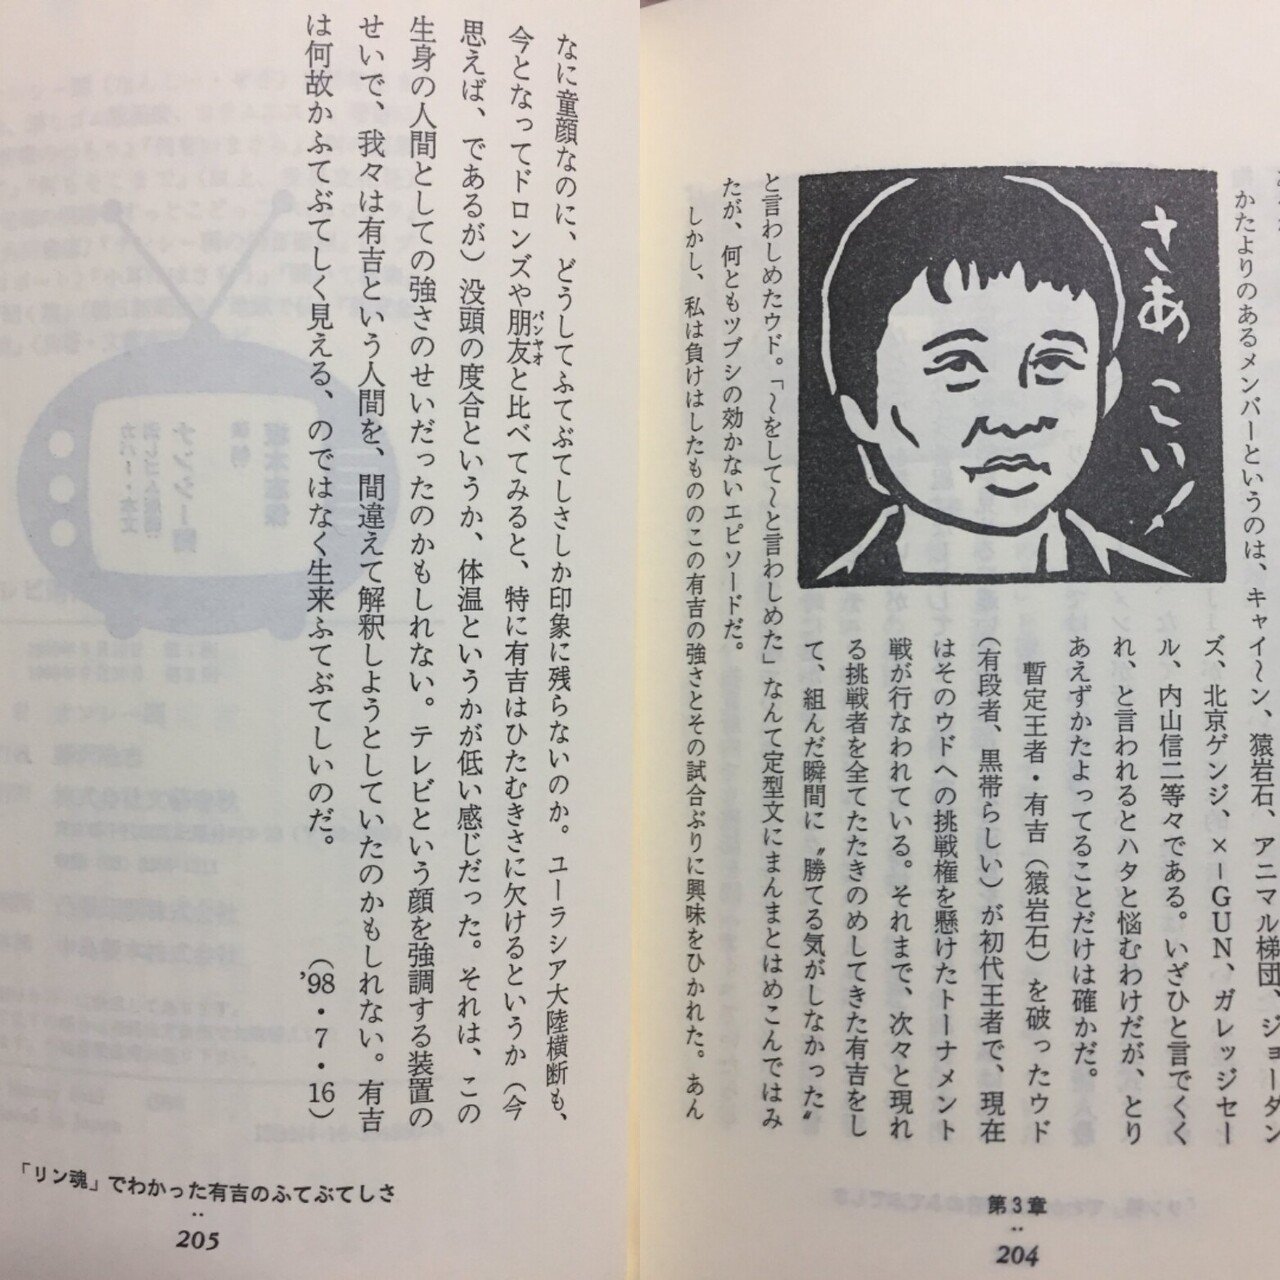 かたよりのあるメンバーというのは、キャイ〜ン、猿岩石、アニマル梯団、ジョーダン
ズ、北京ゲンジ、×−GUN、ガレッジセー
ル、内山信二等々である。いざひと言でくく
れ、と言われるとハタと悩むわけだが、とり
あえずかたよってることだけは確かだ。
暫定王者・有吉（猿岩石）を破ったウド
（有段者、黒帯らしい）が初代王者で、現在
はそのウドへの挑戦権を懸けたトーナメント
戦が行なわれている。それまで、次々と現れ
る挑戦者を全てたたきのめしてきた有吉をし
て、組んだ瞬間に〝勝てる気がしなかった〟
さあ
こい！
と言わしめたウド。「〜をして〜と言わしめた」なんて定型文にまんまとはめこんではみ
たが、何ともツブシの効かないエピソードだ。
しかし、私は負けはしたもののこの有吉の強さとその試合ぶりに興味をひかれた。あん
第3章
204
なに童顔なのに、どうしてふてぶてしさしか印象に残らないのか。ユーラシア大陸横断も、
今となってドロンズや朋友と比べてみると、特に有吉はひたむきさに欠けるというか（今
パンヤオ
思えば、であるが）没頭の度合というか、体温というかが低い感じだった。それは、この
生身の人間としての強さのせいだったのかもしれない。テレビという顔を強調する装置の
せいで、我々は有吉という人間を、間違えて解釈しようとしていたのかもしれない。有吉
は何故かふてぶてしく見える、のではなく生来ふてぶてしいのだ。
（’98・7・16）
「リン魂」でわかった有吉のふてぶてしさ
205